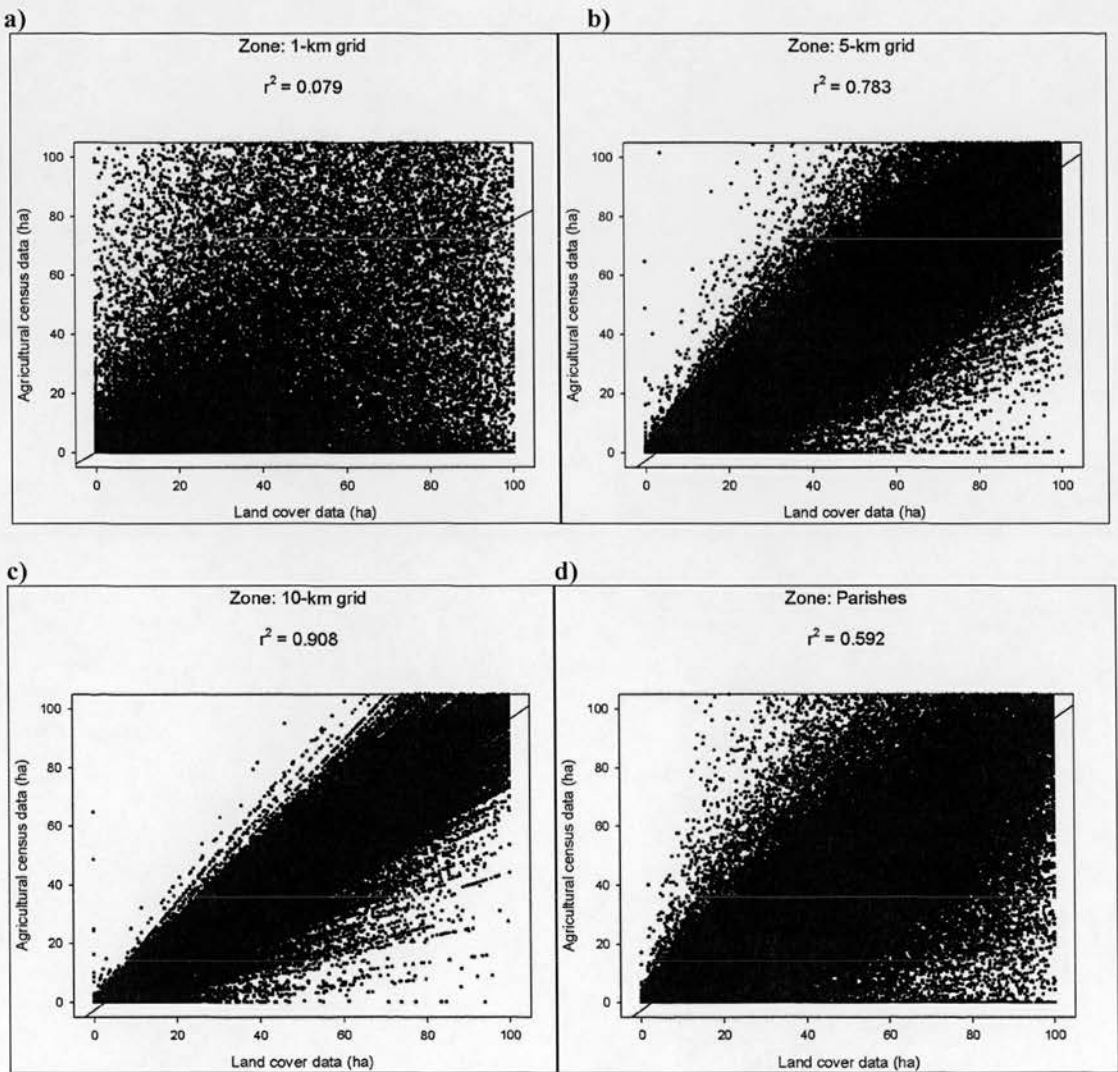 a)
Zone: 1-km grid
r² = 0.079
Agricultural census data (ha)
100
80
60
40
20
0
0 20 40 60 80 100
Land cover data (ha)
b)
Zone: 5-km grid
r² = 0.783
Agricultural census data (ha)
100
80
60
40
20
0
0 20 40 60 80 100
Land cover data (ha)
c)
Zone: 10-km grid
r² = 0.908
Agricultural census data (ha)
100
80
60
40
20
0
0 20 40 60 80 100
Land cover data (ha)
d)
Zone: Parishes
r² = 0.592
Agricultural census data (ha)
100
80
60
40
20
0
0 20 40 60 80 100
Land cover data (ha)